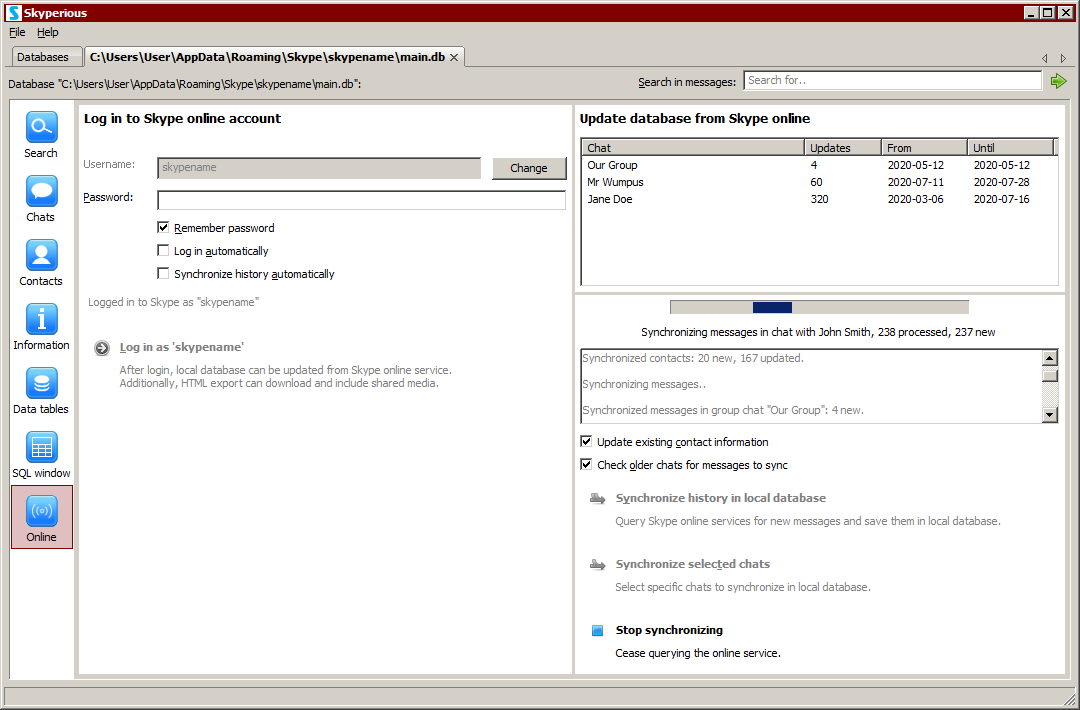 Skyperious
File Help
Databases C:\Users\User\AppData\Roaming\Skype\skypename\main.db
Database "C:\Users\User\AppData\Roaming\Skype\skypename\main.db": Search in messages: Search for..
Search
Chats
Contacts
Information
Data tables
SQL window
Online
Log in to Skype online account
Username: skypename Change
Password:
Remember password
Log in automatically
Synchronize history automatically
Logged in to Skype as "skypename"
Log in as 'skypename'
After login, local database can be updated from Skype online service.
Additionally, HTML export can download and include shared media.
Update database from Skype online
Chat Updates From Until
Our Group 4 2020-05-12 2020-05-12
Mr Wumpus 60 2020-07-11 2020-07-28
Jane Doe 320 2020-03-06 2020-07-16
Synchronizing messages in chat with John Smith, 238 processed, 237 new
Synchronized contacts: 20 new, 167 updated.
Synchronizing messages..
Synchronized messages in group chat "Our Group": 4 new.
Update existing contact information
Check older chats for messages to sync
Synchronize history in local database
Query Skype online services for new messages and save them in local database.
Synchronize selected chats
Select specific chats to synchronize in local database.
Stop synchronizing
Cease querying the online service.